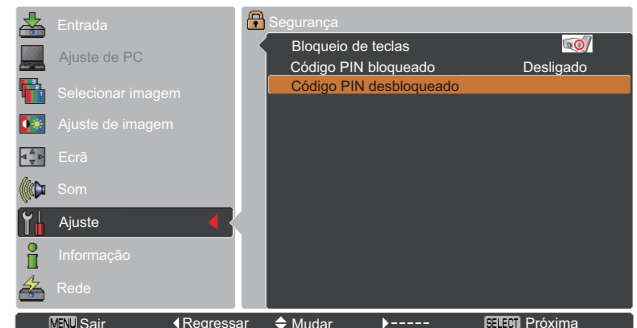 Entrada
Ajuste de PC
Selecionar imagem
Ajuste de imagem
Ecrã
Som
Ajuste
Informação
Rede
Segurança
Bloqueio de teclas
Código PIN bloqueado Desligado
Código PIN desbloqueado
MENU Sair Regressar Mudar ----- SELECT Próxima